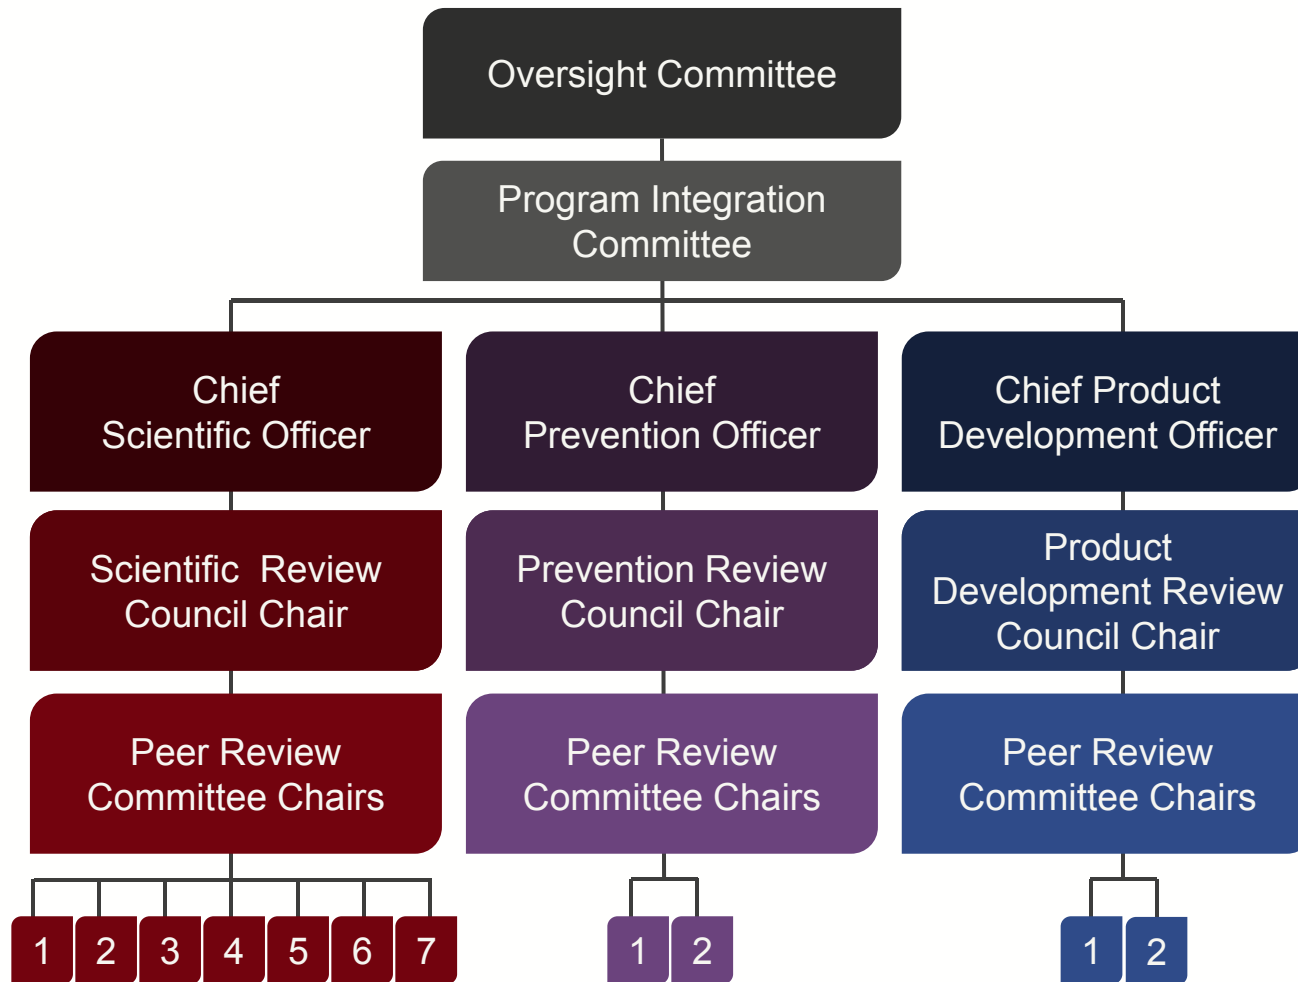 Oversight Committee
Program Integration
Committee
Chief
Scientific Officer
Chief
Prevention Officer
Chief Product
Development Officer
Scientific  Review
Council Chair
Prevention Review
Council Chair
Product
Development Review
Council Chair
Peer Review
Committee Chairs
Peer Review
Committee Chairs
Peer Review
Committee Chairs
1 2 3 4 5 6 7
1 2
1 2